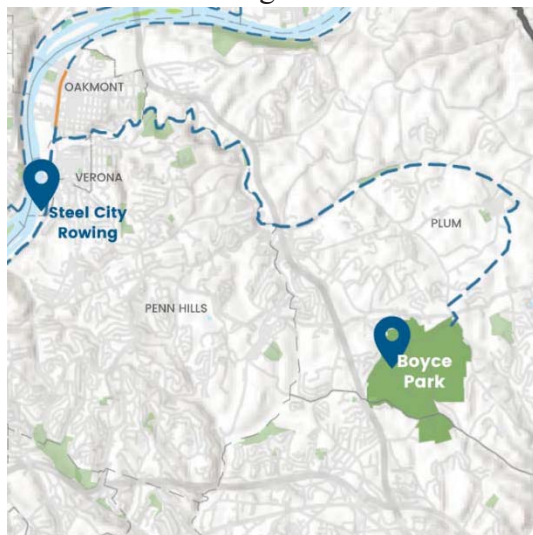 OAKMONT
VERONA
Steel City
Rowing
PLUM
PENN HILLS
Boyce
Park